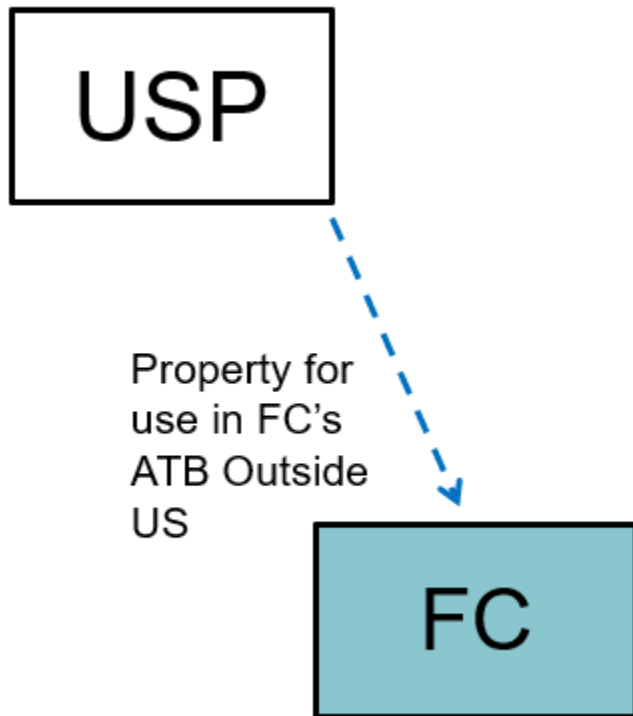 USP
Property for
use in FC’s
ATB Outside
US
FC